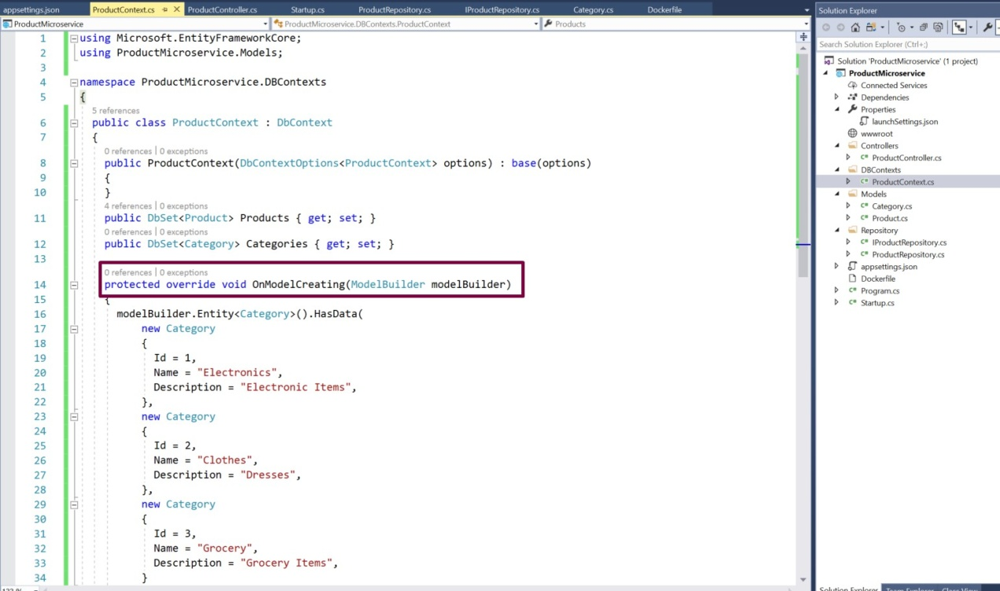 appsettings.json ProductContext.cs ProductController.cs Startup.cs ProductRepository.cs IProductRepository.cs Category.cs Dockerfile
ProductMicroservice ProductMicroservice.DBContexts.ProductContext Products
1 using Microsoft.EntityFrameworkCore;
2 using ProductMicroservice.Models;
3
4 namespace ProductMicroservice.DBContexts
5 {
5 references
6 public class ProductContext : DbContext
7 {
0 references | 0 exceptions
8 public ProductContext(DbContextOptions<ProductContext> options) : base(options)
9 {
10 }
4 references | 0 exceptions
11 public DbSet<Product> Products { get; set; }
0 references | 0 exceptions
12 public DbSet<Category> Categories { get; set; }
13
0 references | 0 exceptions
14 protected override void OnModelCreating(ModelBuilder modelBuilder)
15 {
16 modelBuilder.Entity<Category>().HasData(
17 new Category
18 {
19 Id = 1,
20 Name = "Electronics",
21 Description = "Electronic Items",
22 },
23 new Category
24 {
25 Id = 2,
26 Name = "Clothes",
27 Description = "Dresses",
28 },
29 new Category
30 {
31 Id = 3,
32 Name = "Grocery",
33 Description = "Grocery Items",
34 }
Solution Explorer
Search Solution Explorer (Ctrl+;)
Solution 'ProductMicroservice' (1 project)
ProductMicroservice
Connected Services
Dependencies
Properties
launchSettings.json
wwwroot
Controllers
C# ProductController.cs
DBContexts
C# ProductContext.cs
Models
C# Category.cs
C# Product.cs
Repository
C# IProductRepository.cs
C# ProductRepository.cs
appsettings.json
Dockerfile
C# Program.cs
C# Startup.cs
Solution Explorer Team Explorer Class View